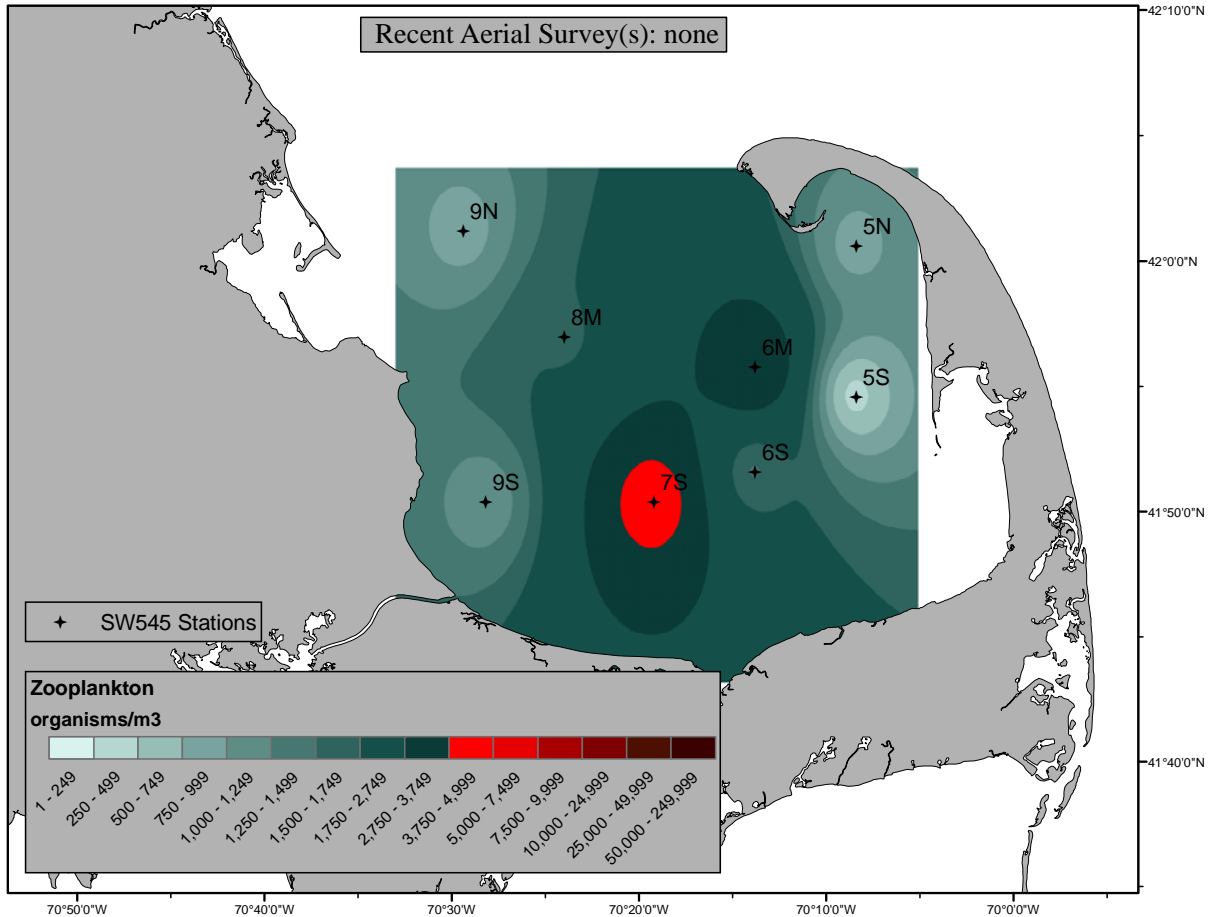 Recent Aerial Survey(s): none
42°10'0"N
9N
5N
42°0'0"N
8M
6M
5S
6S
9S
7S
41°50'0"N
SW545 Stations
Zooplankton
organisms/m3
1 - 249
250 - 499
500 - 749
750 - 999
1,000 - 1,249
1,250 - 1,499
1,500 - 1,749
1,750 - 2,749
2,750 - 3,749
3,750 - 4,999
5,000 - 7,499
7,500 - 9,999
10,000 - 24,999
25,000 - 49,999
50,000 - 249,999
41°40'0"N
70°50'0"W
70°40'0"W
70°30'0"W
70°20'0"W
70°10'0"W
70°0'0"W